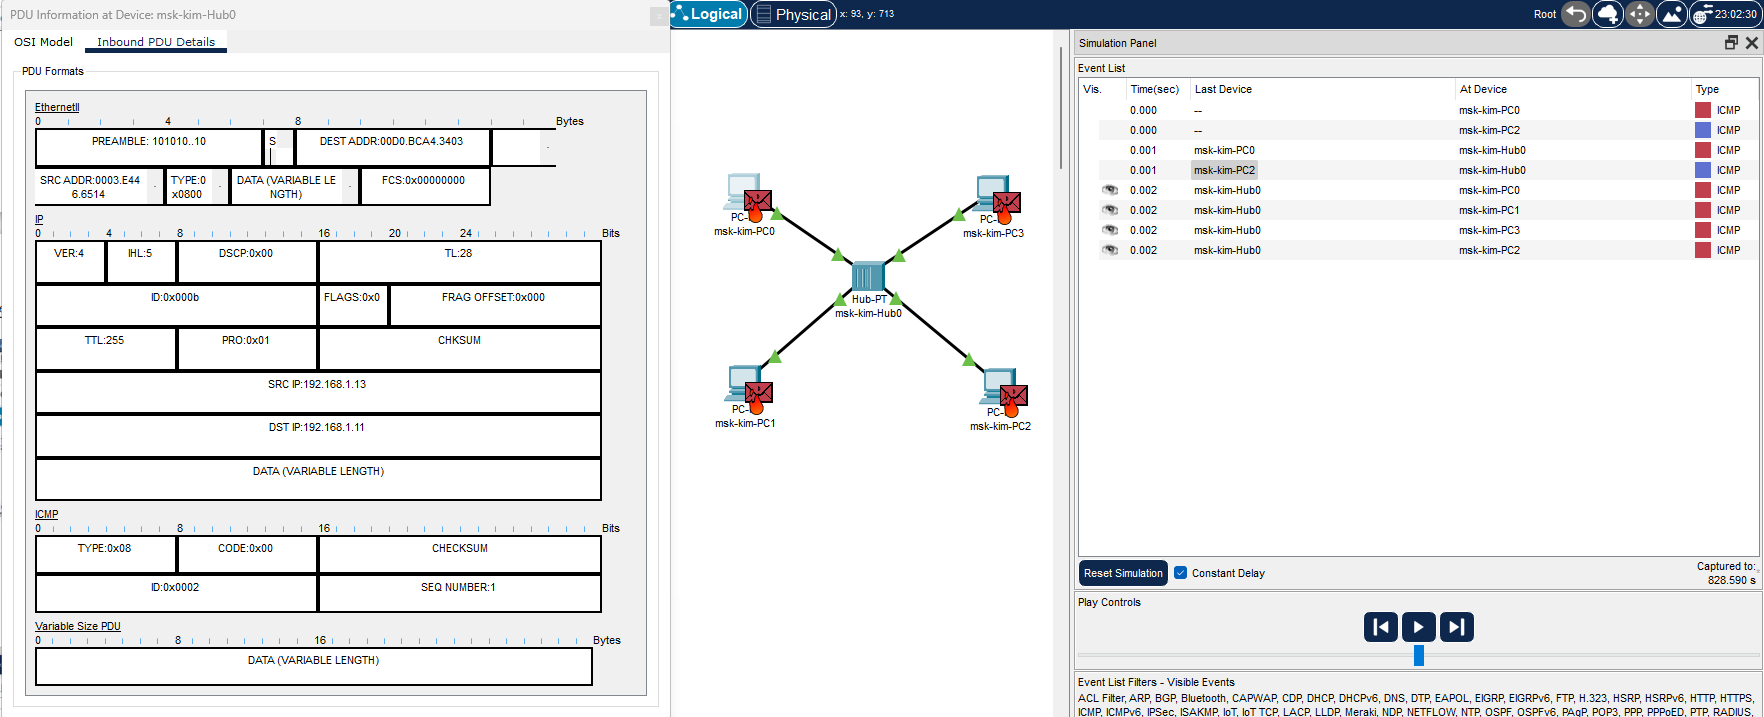 PDU Information at Device: msk-kim-Hub0
OSI Model Inbound PDU Details
PDU Formats
EthernetII
0 4 8 Bytes
PREAMBLE: 101010..10 S DEST ADDR:00D0.BCA4.3403
SRC ADDR:0003.E44 TYPE:0 DATA (VARIABLE LE FCS:0x00000000
6.6514 x0800 NGTH)
IP
0 4 8 16 20 24 Bits
VER:4 IHL:5 DSCP:0x00 TL:28
ID:0x000b FLAGS:0x0 FRAG OFFSET:0x000
TTL:255 PRO:0x01 CHKSUM
SRC IP:192.168.1.13
DST IP:192.168.1.11
DATA (VARIABLE LENGTH)
ICMP
0 8 16 Bits
TYPE:0x08 CODE:0x00 CHECKSUM
ID:0x0002 SEQ NUMBER:1
Variable Size PDU
0 8 16 Bytes
DATA (VARIABLE LENGTH)
Logical Physical x: 93, y: 713
Root 23:02:30
PC-
msk-kim-PC0
PC-
msk-kim-PC3
Hub-PT
msk-kim-Hub0
PC-
msk-kim-PC1
PC-
msk-kim-PC2
Simulation Panel
Event List
Vis. Time(sec) Last Device At Device Type
0.000 -- msk-kim-PC0 ICMP
0.000 -- msk-kim-PC2 ICMP
0.001 msk-kim-PC0 msk-kim-Hub0 ICMP
0.001 msk-kim-PC2 msk-kim-Hub0 ICMP
0.002 msk-kim-Hub0 msk-kim-PC0 ICMP
0.002 msk-kim-Hub0 msk-kim-PC1 ICMP
0.002 msk-kim-Hub0 msk-kim-PC3 ICMP
0.002 msk-kim-Hub0 msk-kim-PC2 ICMP
Reset Simulation Constant Delay
Captured to:
828.590 s
Play Controls
Event List Filters - Visible Events
ACL Filter, ARP, BGP, Bluetooth, CAPWAP, CDP, DHCP, DHCPv6, DNS, DTP, EAPOL, EIGRP, EIGRPv6, FTP, H.323, HSRP, HSRPv6, HTTP, HTTPS,
ICMP, ICMPv6, IPSec, ISAKMP, IoT, IoT TCP, LACP, LLDP, Meraki, NDP, NETFLOW, NTP, OSPF, OSPFv6, PAgP, POP3, PPP, PPPoED, PTP, RADIUS,